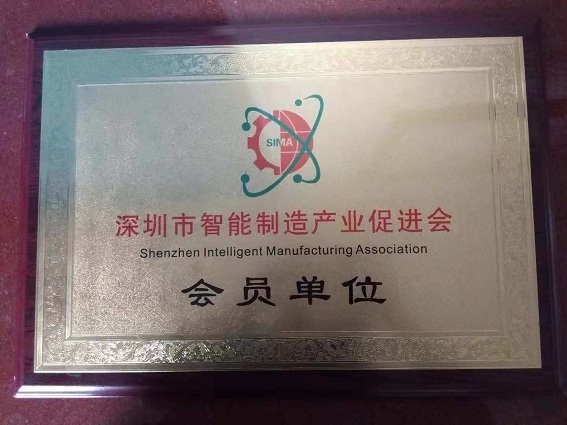 SIMA
深圳市智能制造产业促进会
Shenzhen Intelligent Manufacturing Association
会员单位